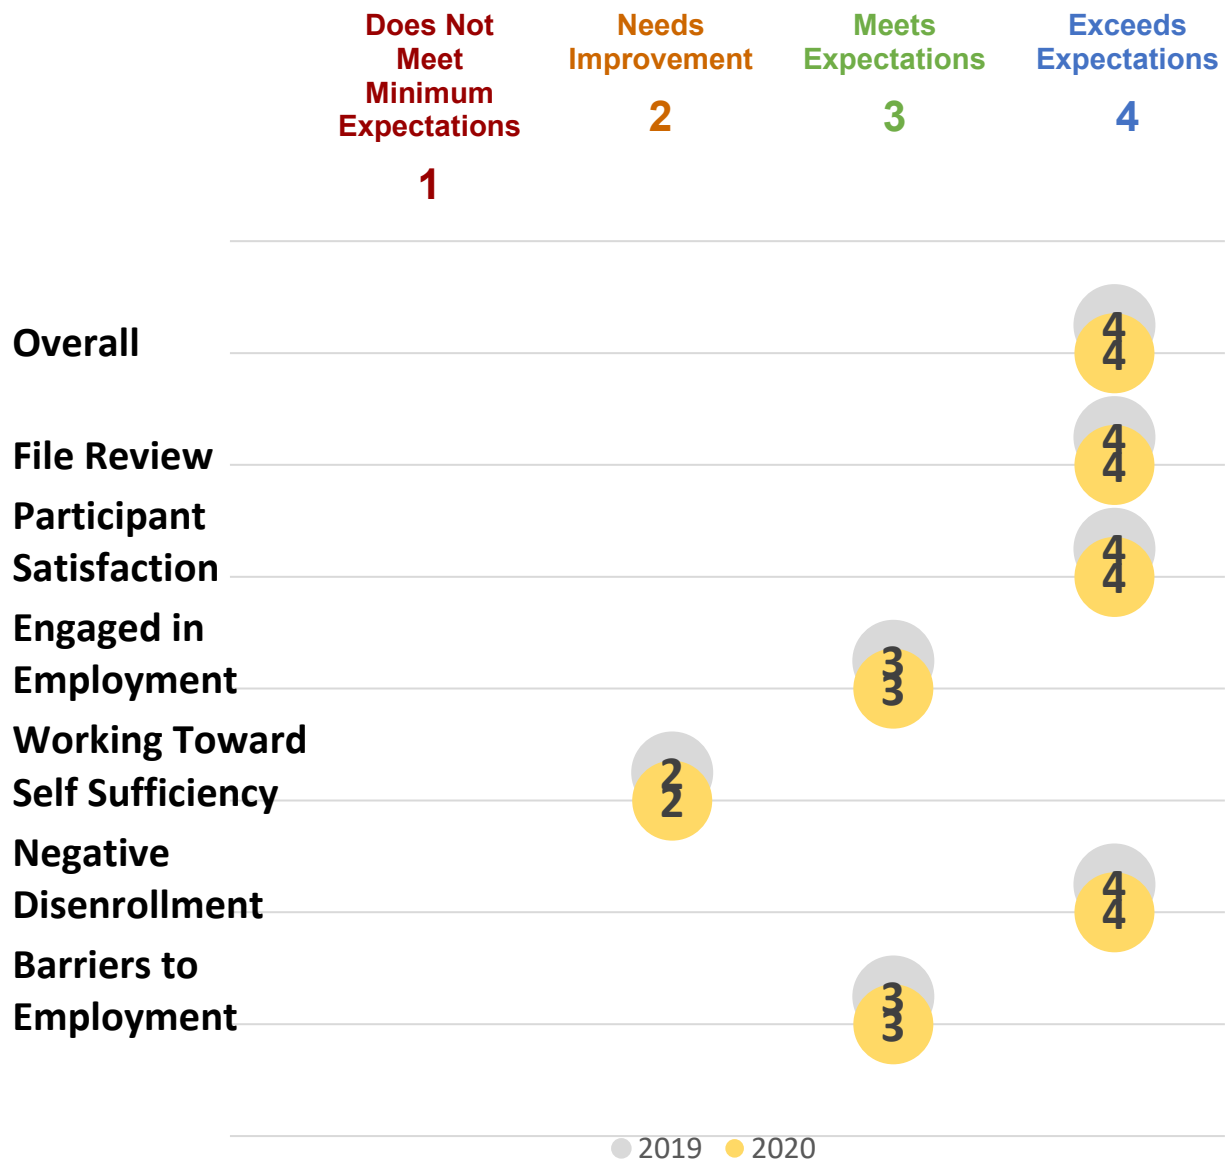 Does Not
Meet
Minimum
Expectations
1
Needs
Improvement
2
Meets
Expectations
3
Exceeds
Expectations
4
Overall
4
4
File Review
4
4
Participant
Satisfaction
4
4
Engaged in
Employment
3
3
Working Toward
Self Sufficiency
2
2
Negative
Disenrollment
4
4
Barriers to
Employment
3
3
2019 2020